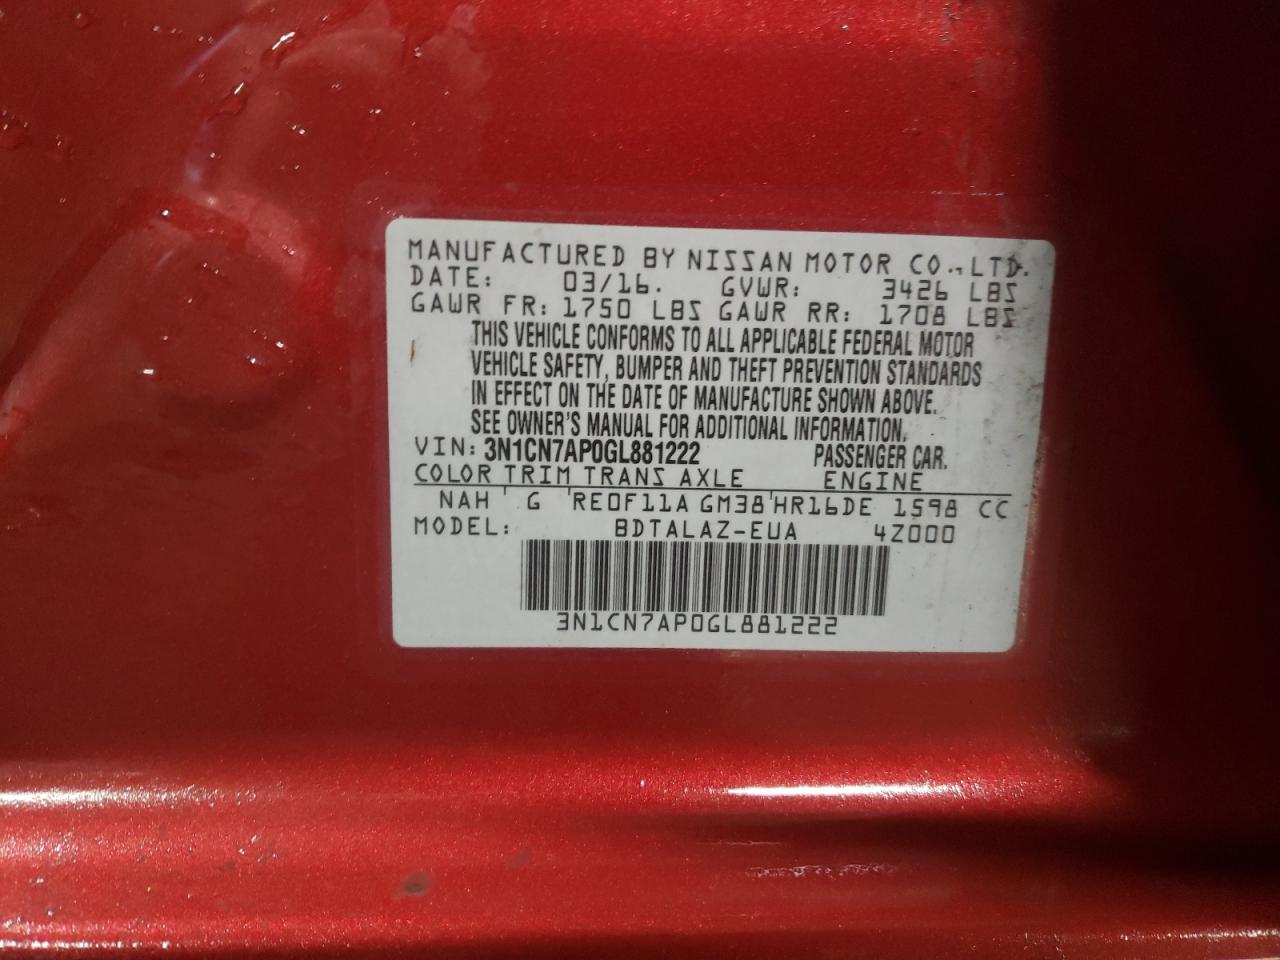 MANUFACTURED BY NISSAN MOTOR CO., LTD.
DATE: 03/16. GVWR: 3426 LBS
GAWR FR: 1750 LBS GAWR RR: 1708 LBS
THIS VEHICLE CONFORMS TO ALL APPLICABLE FEDERAL MOTOR
VEHICLE SAFETY, BUMPER AND THEFT PREVENTION STANDARDS
IN EFFECT ON THE DATE OF MANUFACTURE SHOWN ABOVE.
SEE OWNER'S MANUAL FOR ADDITIONAL INFORMATION.
VIN: 3N1CN7AP0GL881222 PASSENGER CAR.
COLOR TRIM TRANS AXLE ENGINE
NAH ' G 'RE0F11A GM38'HR16DE 1598 CC
MODEL: BDTALAZ-EUA 4Z000
3N1CN7AP0GL881222